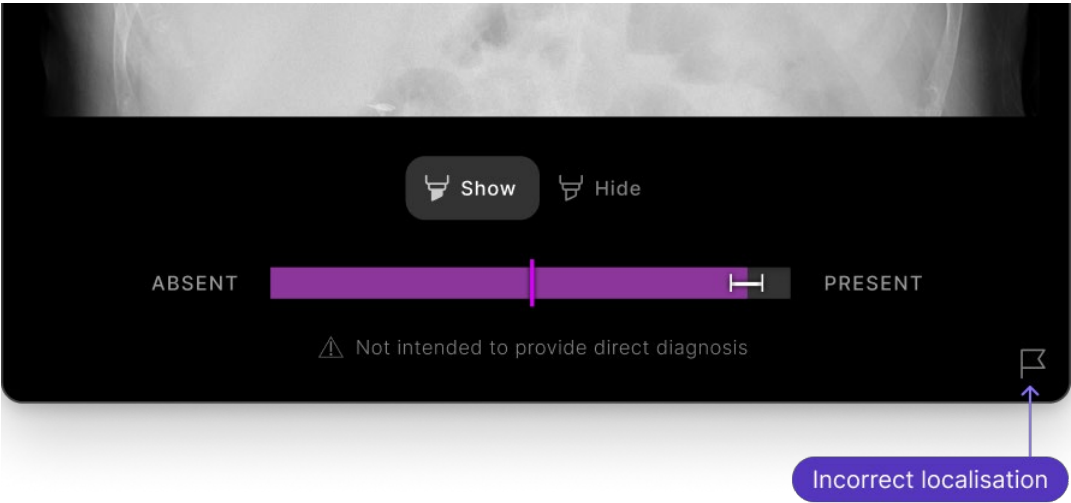 Show
Hide
ABSENT
PRESENT
Not intended to provide direct diagnosis
Incorrect localisation